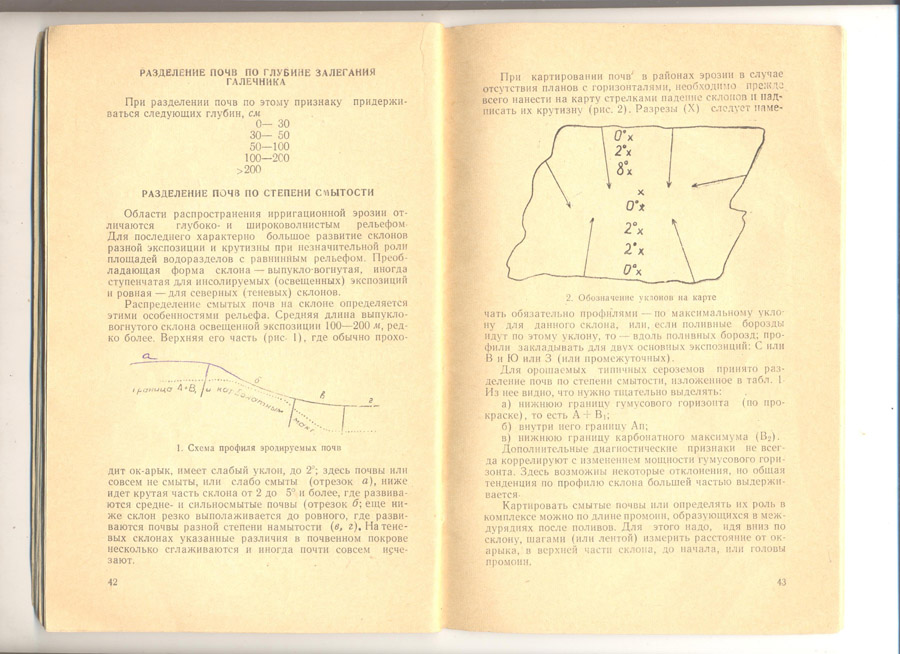 РАЗДЕЛЕНИЕ ПОЧВ ПО ГЛУБИНЕ ЗАЛЕГАНИЯ
ГАЛЕЧНИКА
При разделении почв по этому признаку придержи-
ваться следующих глубин, см
0— 30
30— 50
50—100
100—200
>200
РАЗДЕЛЕНИЕ ПОЧВ ПО СТЕПЕНИ СМЫТОСТИ
Области распространения ирригационной эрозии от-
личаются глубоко- и широковолнистым рельефом.
Для последнего характерно большое развитие склонов
разной экспозиции и крутизны при незначительной роли
площадей водоразделов с равнинным рельефом. Преоб-
ладающая форма склона — выпукло-вогнутая, иногда
ступенчатая для инсолируемых (освещенных) экспозиций
и ровная — для северных (теневых) склонов.
Распределение смытых почв на склоне определяется
этими особенностями рельефа. Средняя длина выпукло-
вогнутого склона освещенной экспозиции 100—200 м, ред-
ко более. Верхняя его часть (рис. 1), где обычно прохо-
а
б
в
г
граница А+В₁ и карбонатный
макс
1. Схема профиля эродируемых почв
дит ок-арык, имеет слабый уклон, до 2°; здесь почвы или
совсем не смыты, или слабо смыты (отрезок а), ниже
идет крутая часть склона от 2 до 5° и более, где развива-
ются средне- и сильносмытые почвы (отрезок б; еще ни-
же склон резко выполаживается до ровного, где разви-
ваются почвы разной степени намытости (в, г). На тене-
вых склонах указанные различия в почвенном покрове
несколько сглаживаются и иногда почти совсем исче-
зают.
42
При картировании почв в районах эрозии в случае
отсутствия планов с горизонталями, необходимо прежде
всего нанести на карту стрелками падение склонов и над-
писать их крутизну (рис. 2). Разрезы (X) следует наме-
0°х
2°х
8°х
х
0°х
2°х
2°х
0°х
2. Обозначение уклонов на карте
чать обязательно профилями — по максимальному укло-
ну для данного склона, или, если поливные борозды
идут по этому уклону, то — вдоль поливных борозд; про-
фили закладывать для двух основных экспозиций: С или
В и Ю или З (или промежуточных).
Для орошаемых типичных сероземов принято раз-
деление почв по степени смытости, изложенное в табл. 1
Из нее видно, что нужно тщательно выделять:
а) нижнюю границу гумусового горизонта (по про-
краске), то есть А + В₁;
б) внутри него границу Ап;
в) нижнюю границу карбонатного максимума (В₂).
Дополнительные диагностические признаки не всег-
да коррелируют с изменением мощности гумусового гори-
зонта. Здесь возможны некоторые отклонения, но общая
тенденция по профилю склона большей частью выдержи-
вается.
Картировать смытые почвы или определять их роль в
комплексе можно по длине промоин, образующихся в меж-
дурядиях после поливов. Для этого надо, идя вниз по
склону, шагами (или лентой) измерить расстояние от ок-
арыка, в верхней части склона, до начала, или головы
промоин.
43